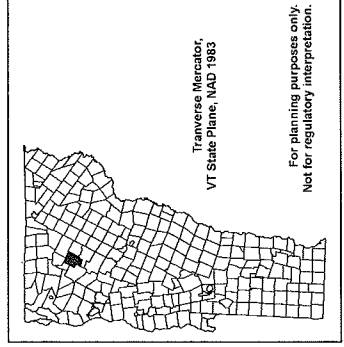 Tranverse Mercator,
VT State Plane, NAD 1983
For planning purposes only.
Not for regulatory interpretation.